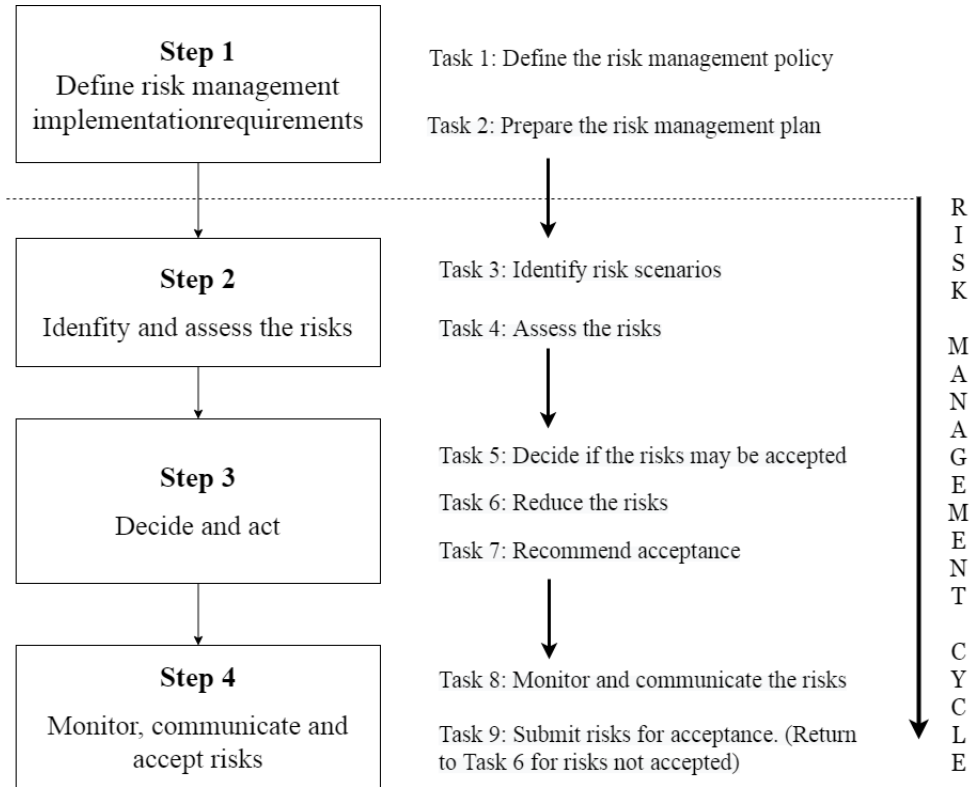 Step 1
Define risk management
implementationrequirements
Task 1: Define the risk management policy
Task 2: Prepare the risk management plan
Step 2
Idenfity and assess the risks
Task 3: Identify risk scenarios
Task 4: Assess the risks
Step 3
Decide and act
Task 5: Decide if the risks may be accepted
Task 6: Reduce the risks
Task 7: Recommend acceptance
Step 4
Monitor, communicate and
accept risks
Task 8: Monitor and communicate the risks
Task 9: Submit risks for acceptance. (Return
to Task 6 for risks not accepted)
RISK MANAGEMENT CYCLE